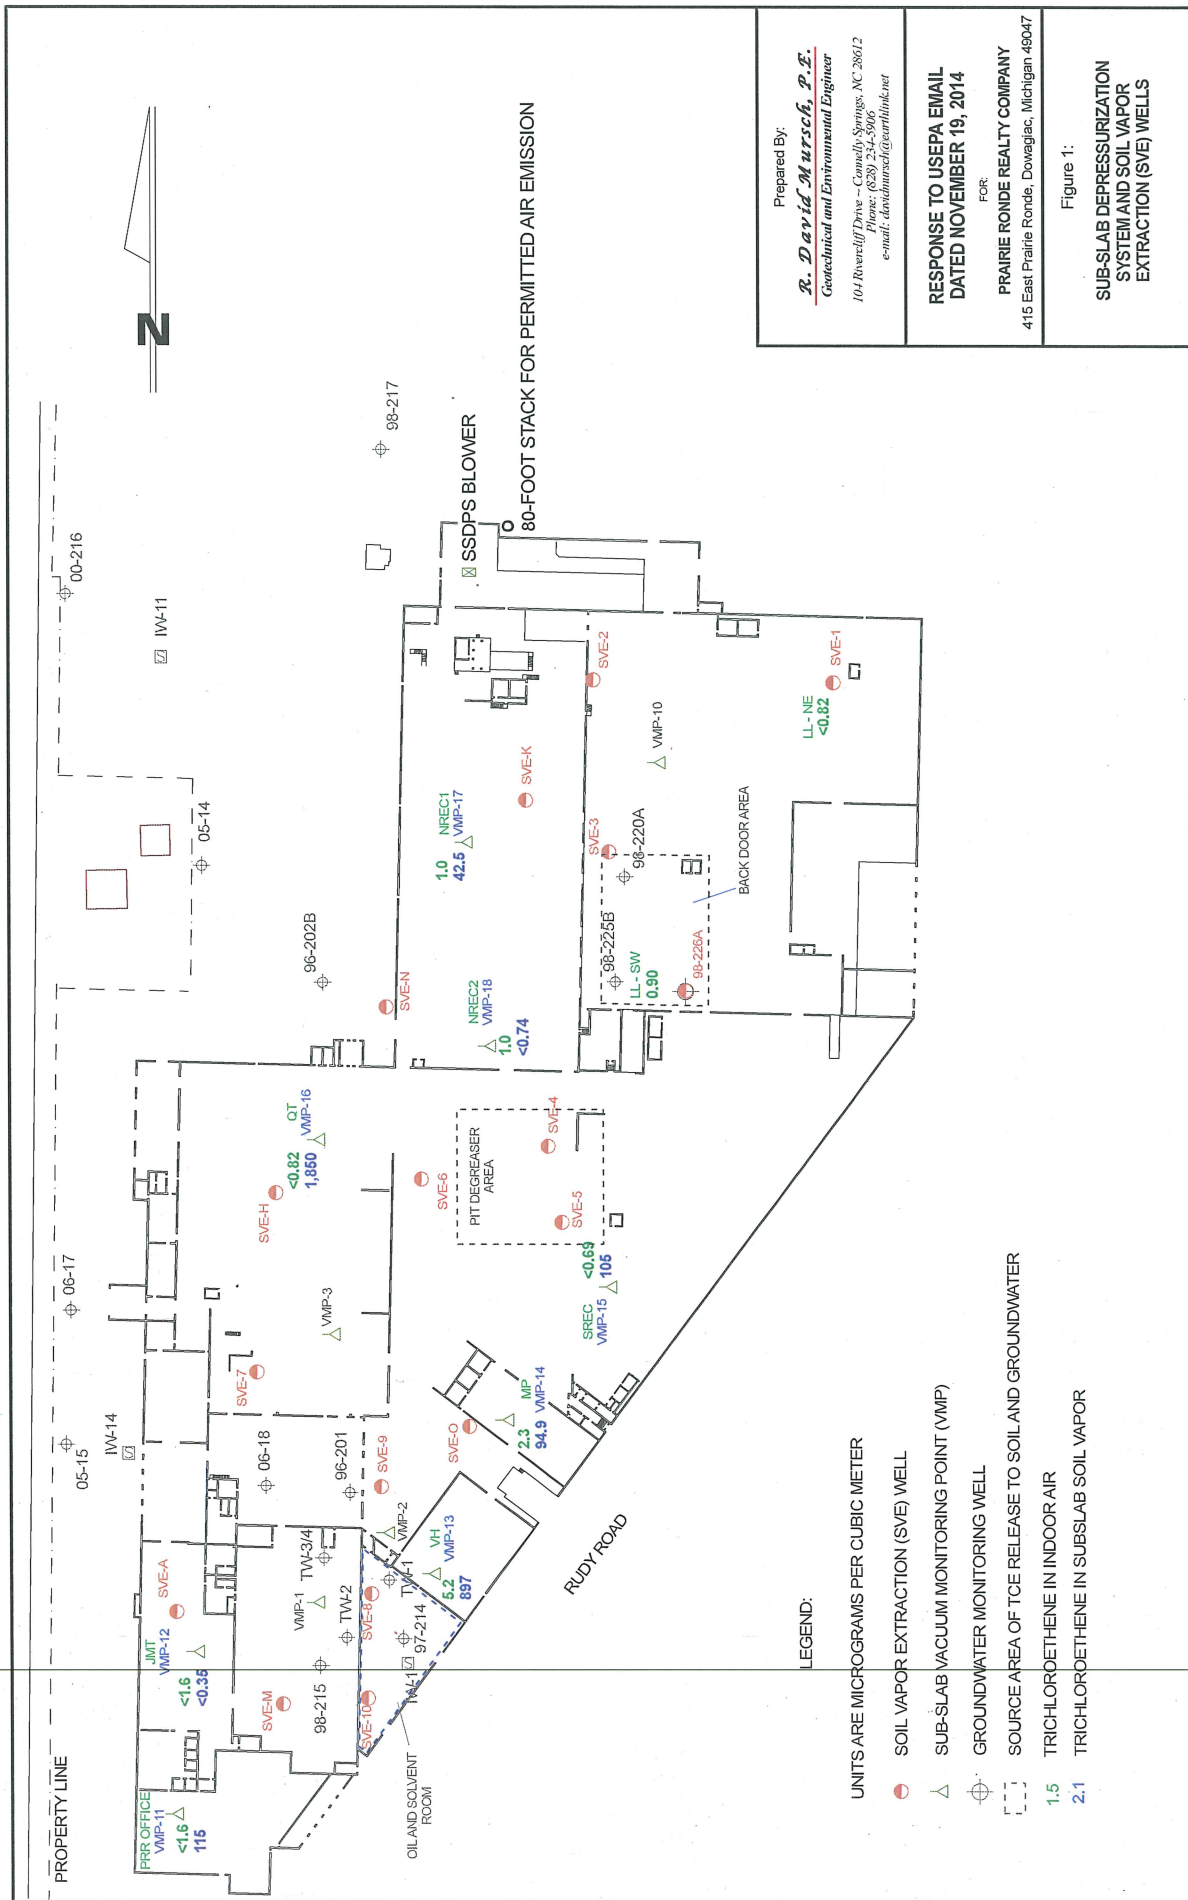 PROPERTY LINE
05-15
06-17
00-216
IW-14
IW-11
05-14
N
PRR OFFICE
VMP-11
<1.6
115
JMT
VMP-12
<1.6
<0.35
SVE-A
06-18
SVE-7
SVE-H
QT
VMP-16
<0.82
1,850
96-202B
98-217
SVE-M
98-215
VMP-1
TW-2
TW-3/4
96-201
VMP-3
SVE-N
SVE-10
SVE-8
TW-1
97-214
VMP-2
SVE-9
SVE-6
OIL AND SOLVENT
ROOM
VH
VMP-13
5.2
897
SVE-O
MP
VMP-14
2.3
94.9
PIT DEGREASER
AREA
SVE-4
SVE-5
SREC
VMP-15
<0.69
105
NREC2
VMP-18
1.0
<0.74
NREC1
VMP-17
1.0
42.5
SVE-K
SSDPS BLOWER
80-FOOT STACK FOR PERMITTED AIR EMISSION
98-225B
98-220A
SVE-3
SVE-2
LL - SW
0.90
98-226A
VMP-10
BACK DOOR AREA
LL - NE
<0.82
SVE-1
RUDY ROAD
LEGEND:
UNITS ARE MICROGRAMS PER CUBIC METER
SOIL VAPOR EXTRACTION (SVE) WELL
SUB-SLAB VACUUM MONITORING POINT (VMP)
GROUNDWATER MONITORING WELL
SOURCE AREA OF TCE RELEASE TO SOIL AND GROUNDWATER
1.5 TRICHLOROETHENE IN INDOOR AIR
2.1 TRICHLOROETHENE IN SUBSLAB SOIL VAPOR
Prepared By:
R. David Mursch, P.E.
Geotechnical and Environmental Engineer
104 Rivercliff Drive ~ Connelly Springs, NC 28612
Phone: (828) 234-5906
e-mail: davidmursch@earthlink.net
RESPONSE TO USEPA EMAIL
DATED NOVEMBER 19, 2014
FOR:
PRAIRIE RONDE REALTY COMPANY
415 East Prairie Ronde, Dowagiac, Michigan 49047
Figure 1:
SUB-SLAB DEPRESSURIZATION
SYSTEM AND SOIL VAPOR
EXTRACTION (SVE) WELLS